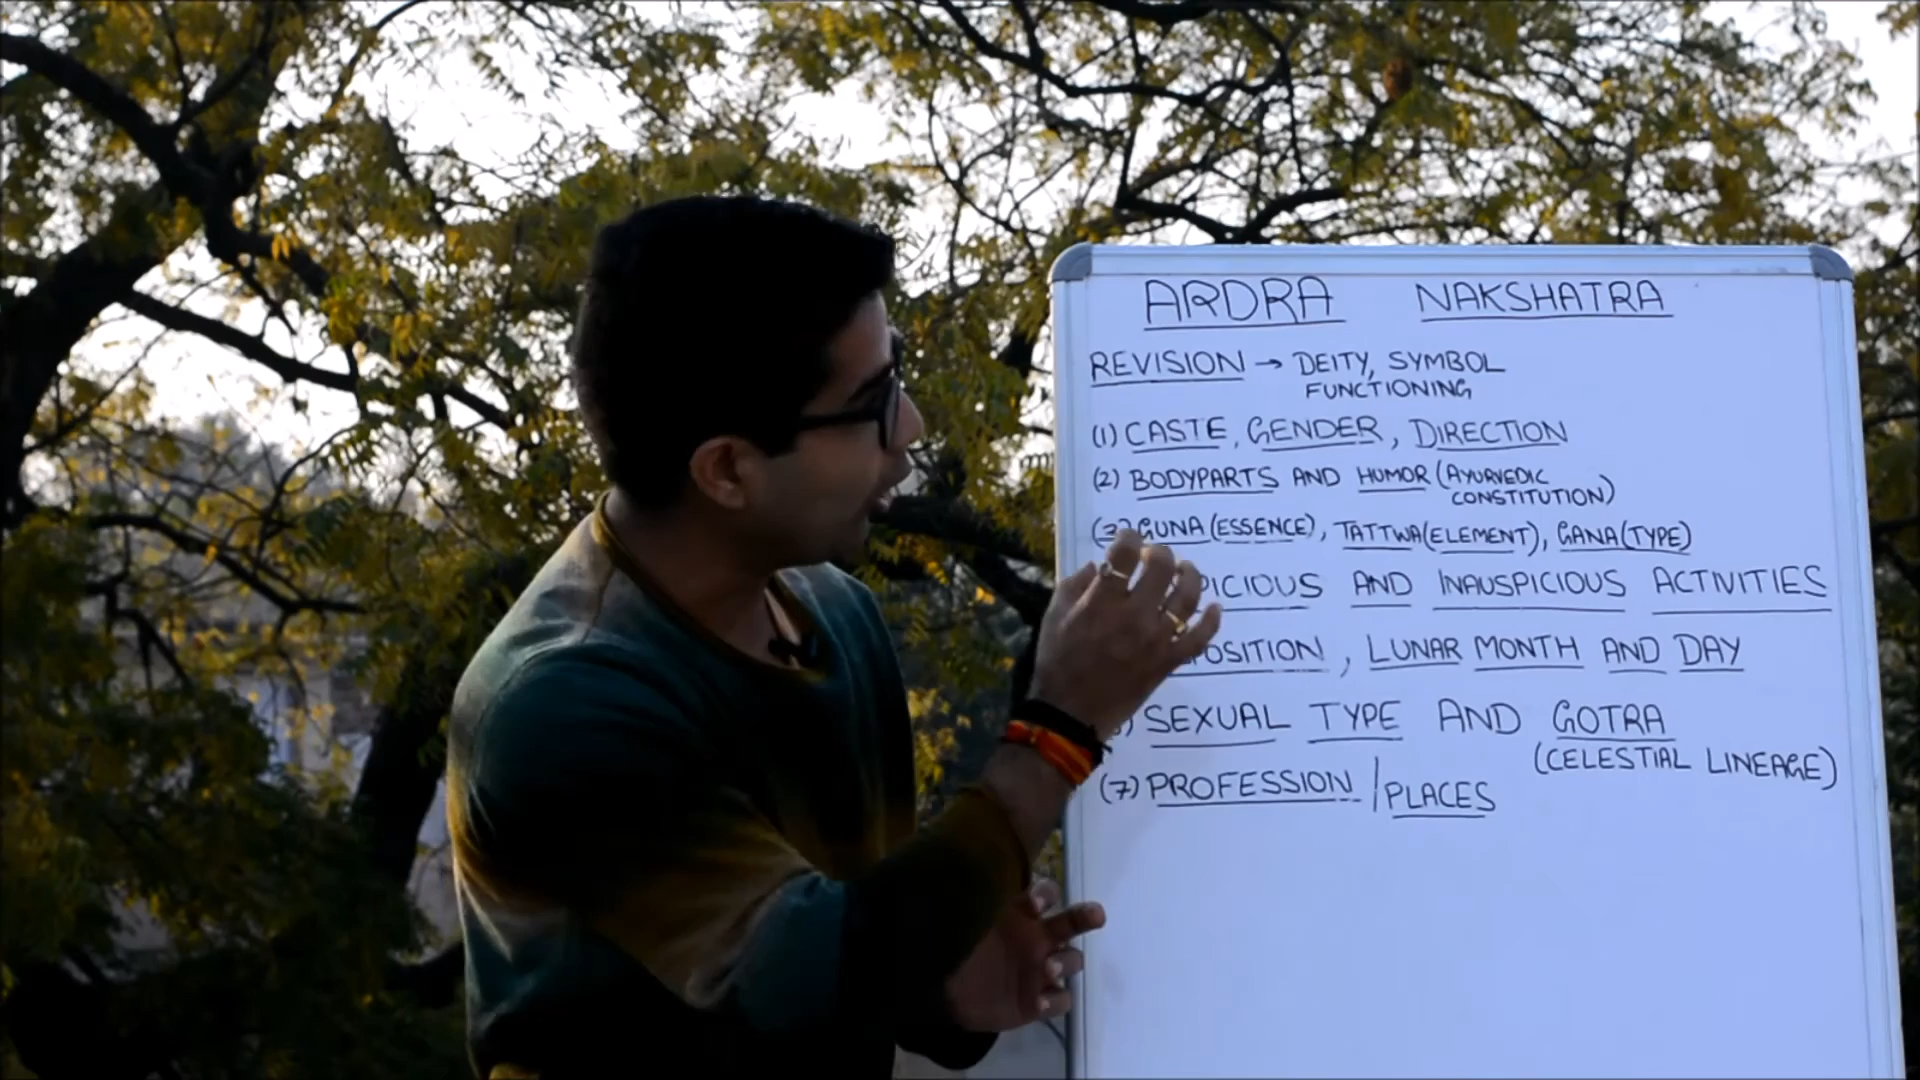 ARDRA NAKSHATRA
REVISION → DEITY, SYMBOL
FUNCTIONING
(1) CASTE, GENDER, DIRECTION
(2) BODYPARTS AND HUMOR (AYURVEDIC
CONSTITUTION)
(3) GUNA (ESSENCE), TATTWA (ELEMENT), GANA (TYPE)
PICIOUS AND INAUSPICIOUS ACTIVITIES
POSITION, LUNAR MONTH AND DAY
) SEXUAL TYPE AND GOTRA
(CELESTIAL LINEAGE)
(7) PROFESSION / PLACES